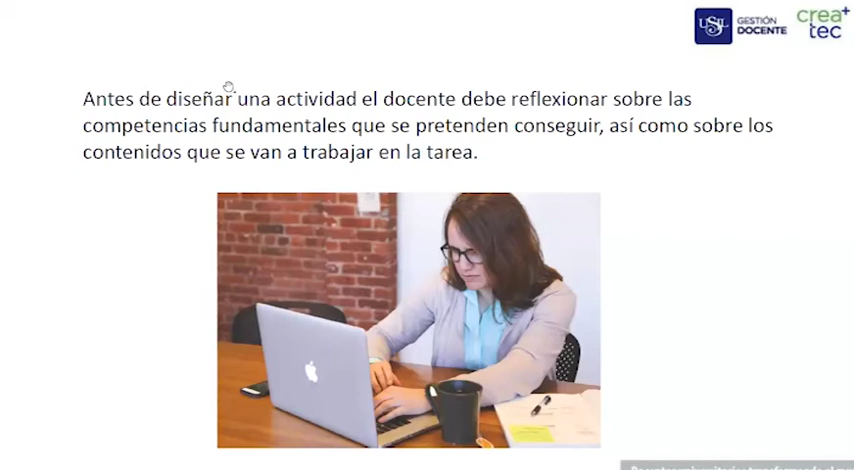 USIL GESTIÓN DOCENTE
crea+ tec
Antes de diseñar una actividad el docente debe reflexionar sobre las
competencias fundamentales que se pretenden conseguir, así como sobre los
contenidos que se van a trabajar en la tarea.